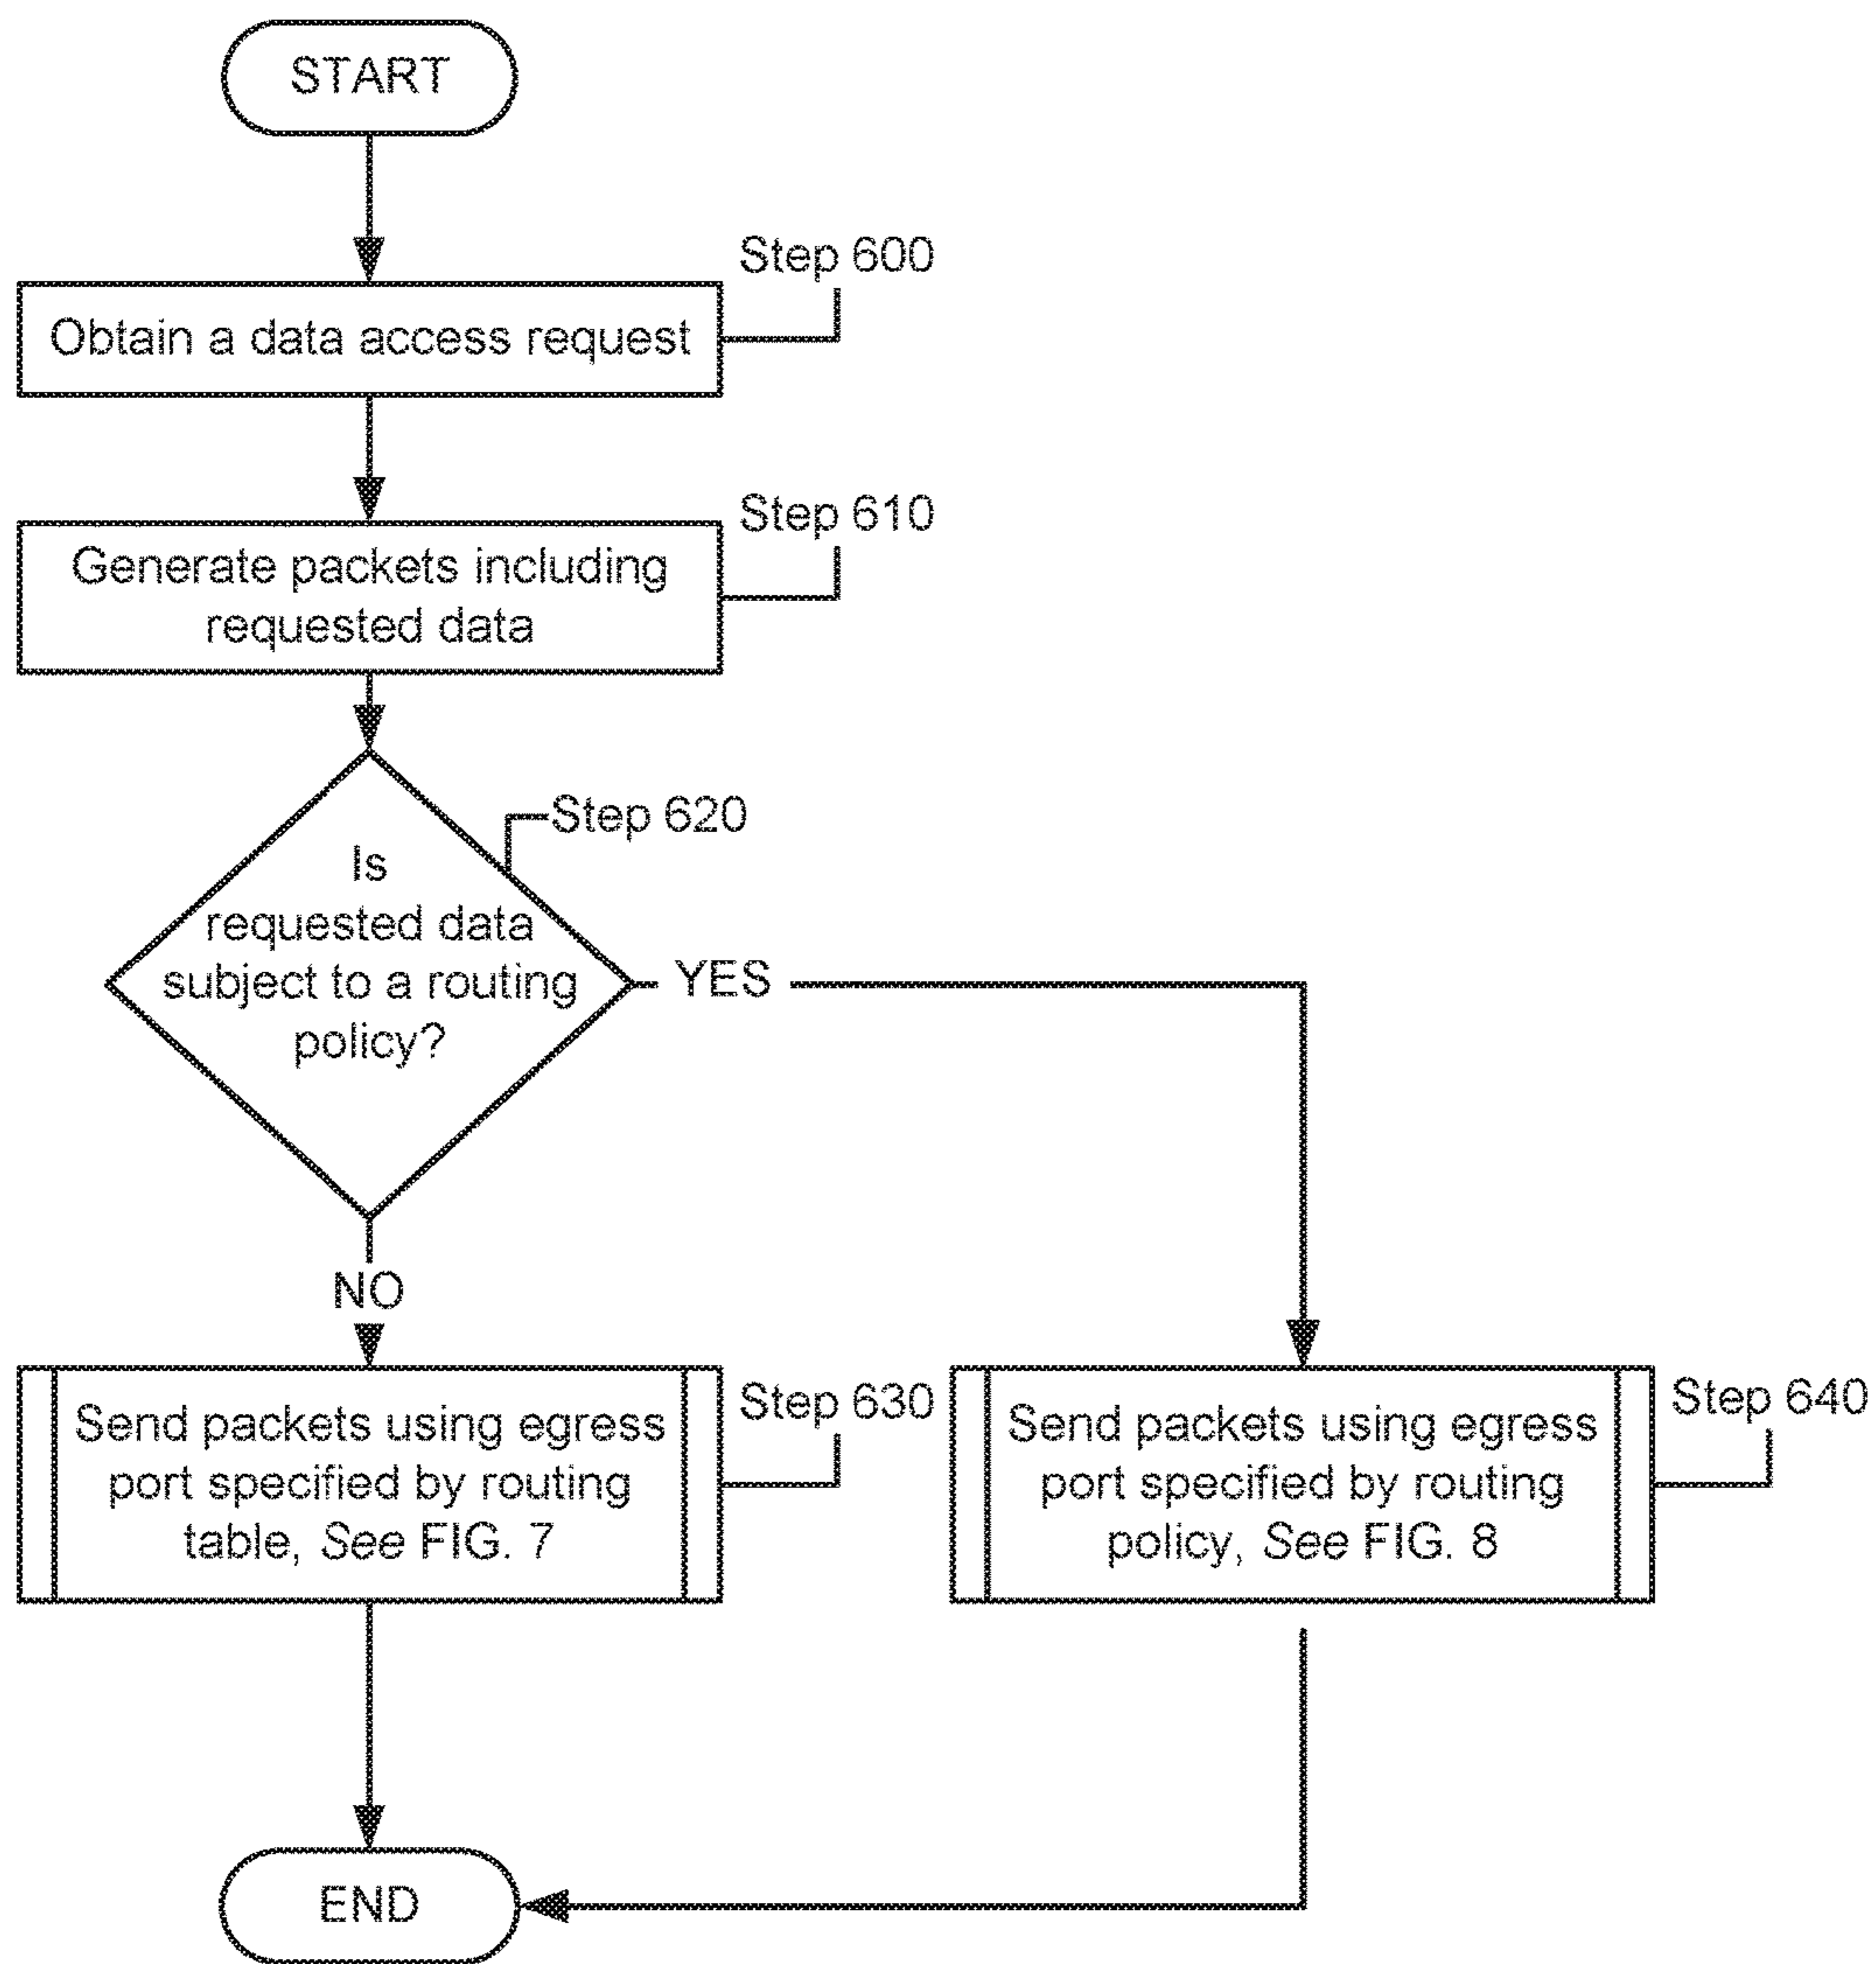 START
Step 600
Obtain a data access request
Step 610
Generate packets including
requested data
Step 620
Is
requested data
subject to a routing
policy?
YES
NO
Step 630
Send packets using egress
port specified by routing
table, See FIG. 7
Step 640
Send packets using egress
port specified by routing
policy, See FIG. 8
END